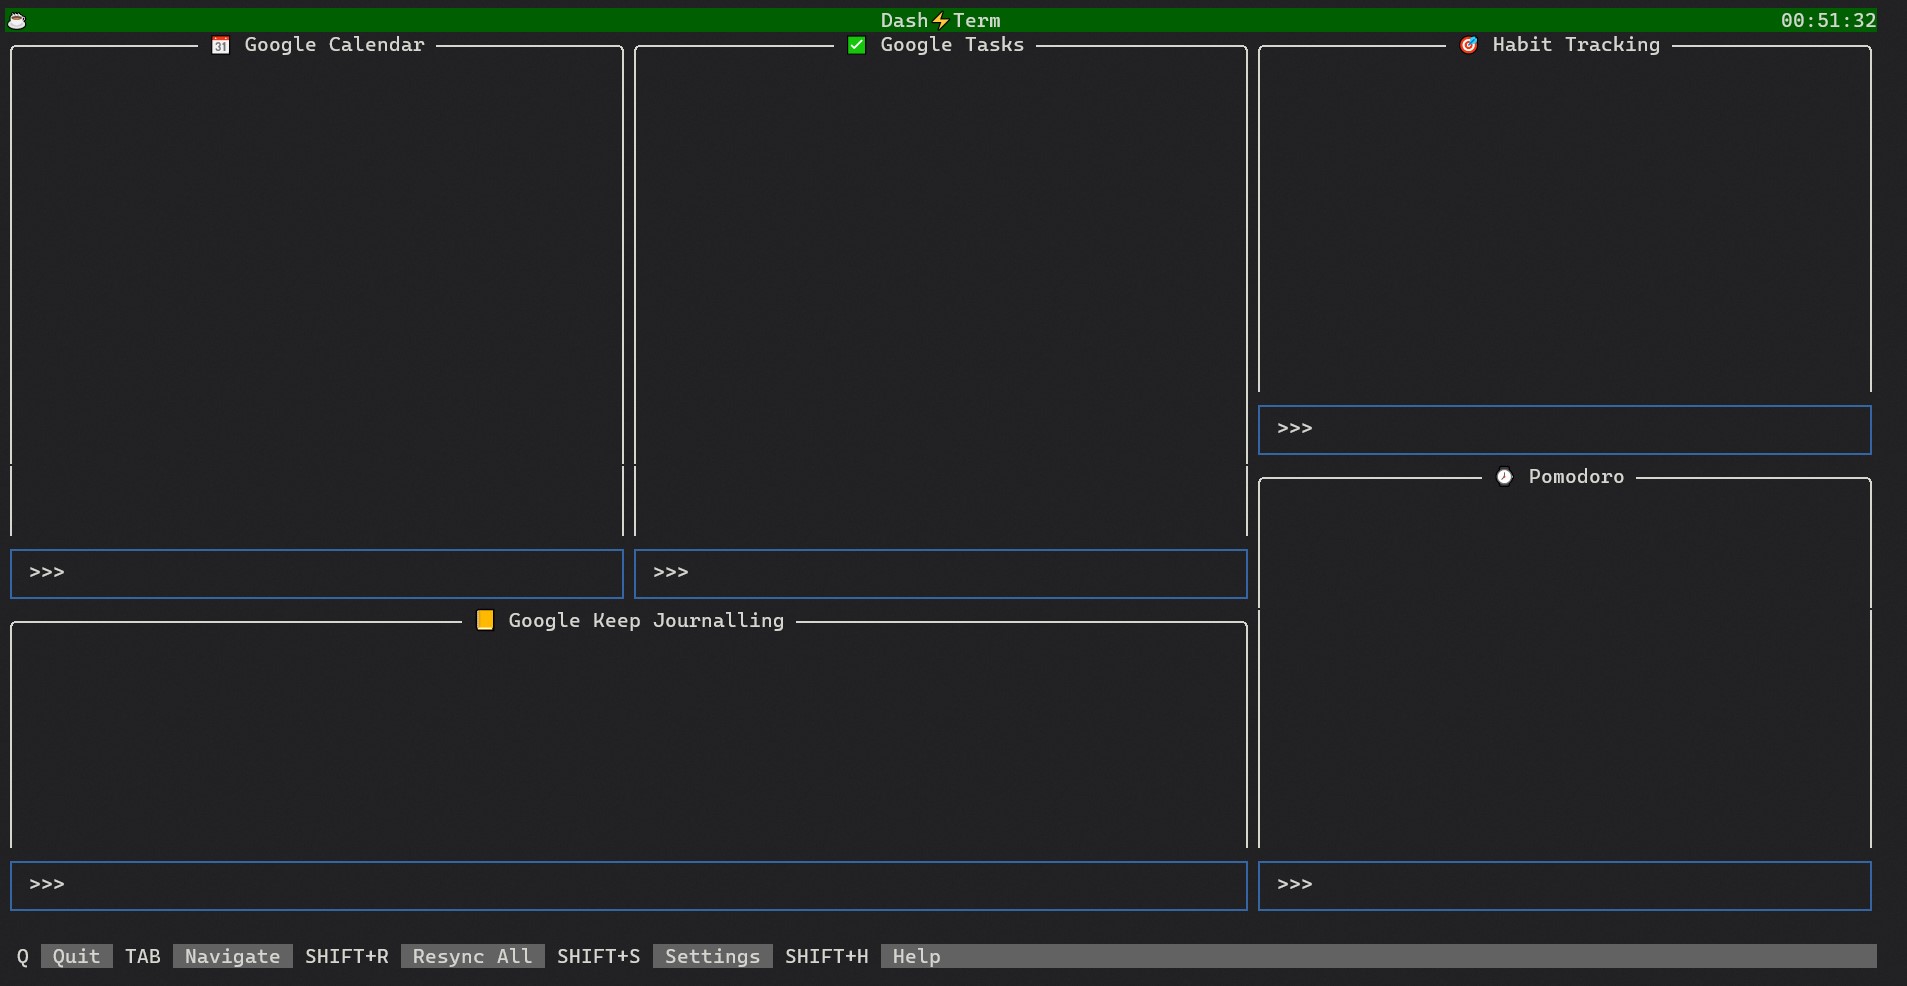 Dash⚡Term 00:51:32
Google Calendar
Google Tasks
Habit Tracking
>>>
Pomodoro
>>>
>>>
Google Keep Journalling
>>>
>>>
Q Quit TAB Navigate SHIFT+R Resync All SHIFT+S Settings SHIFT+H Help